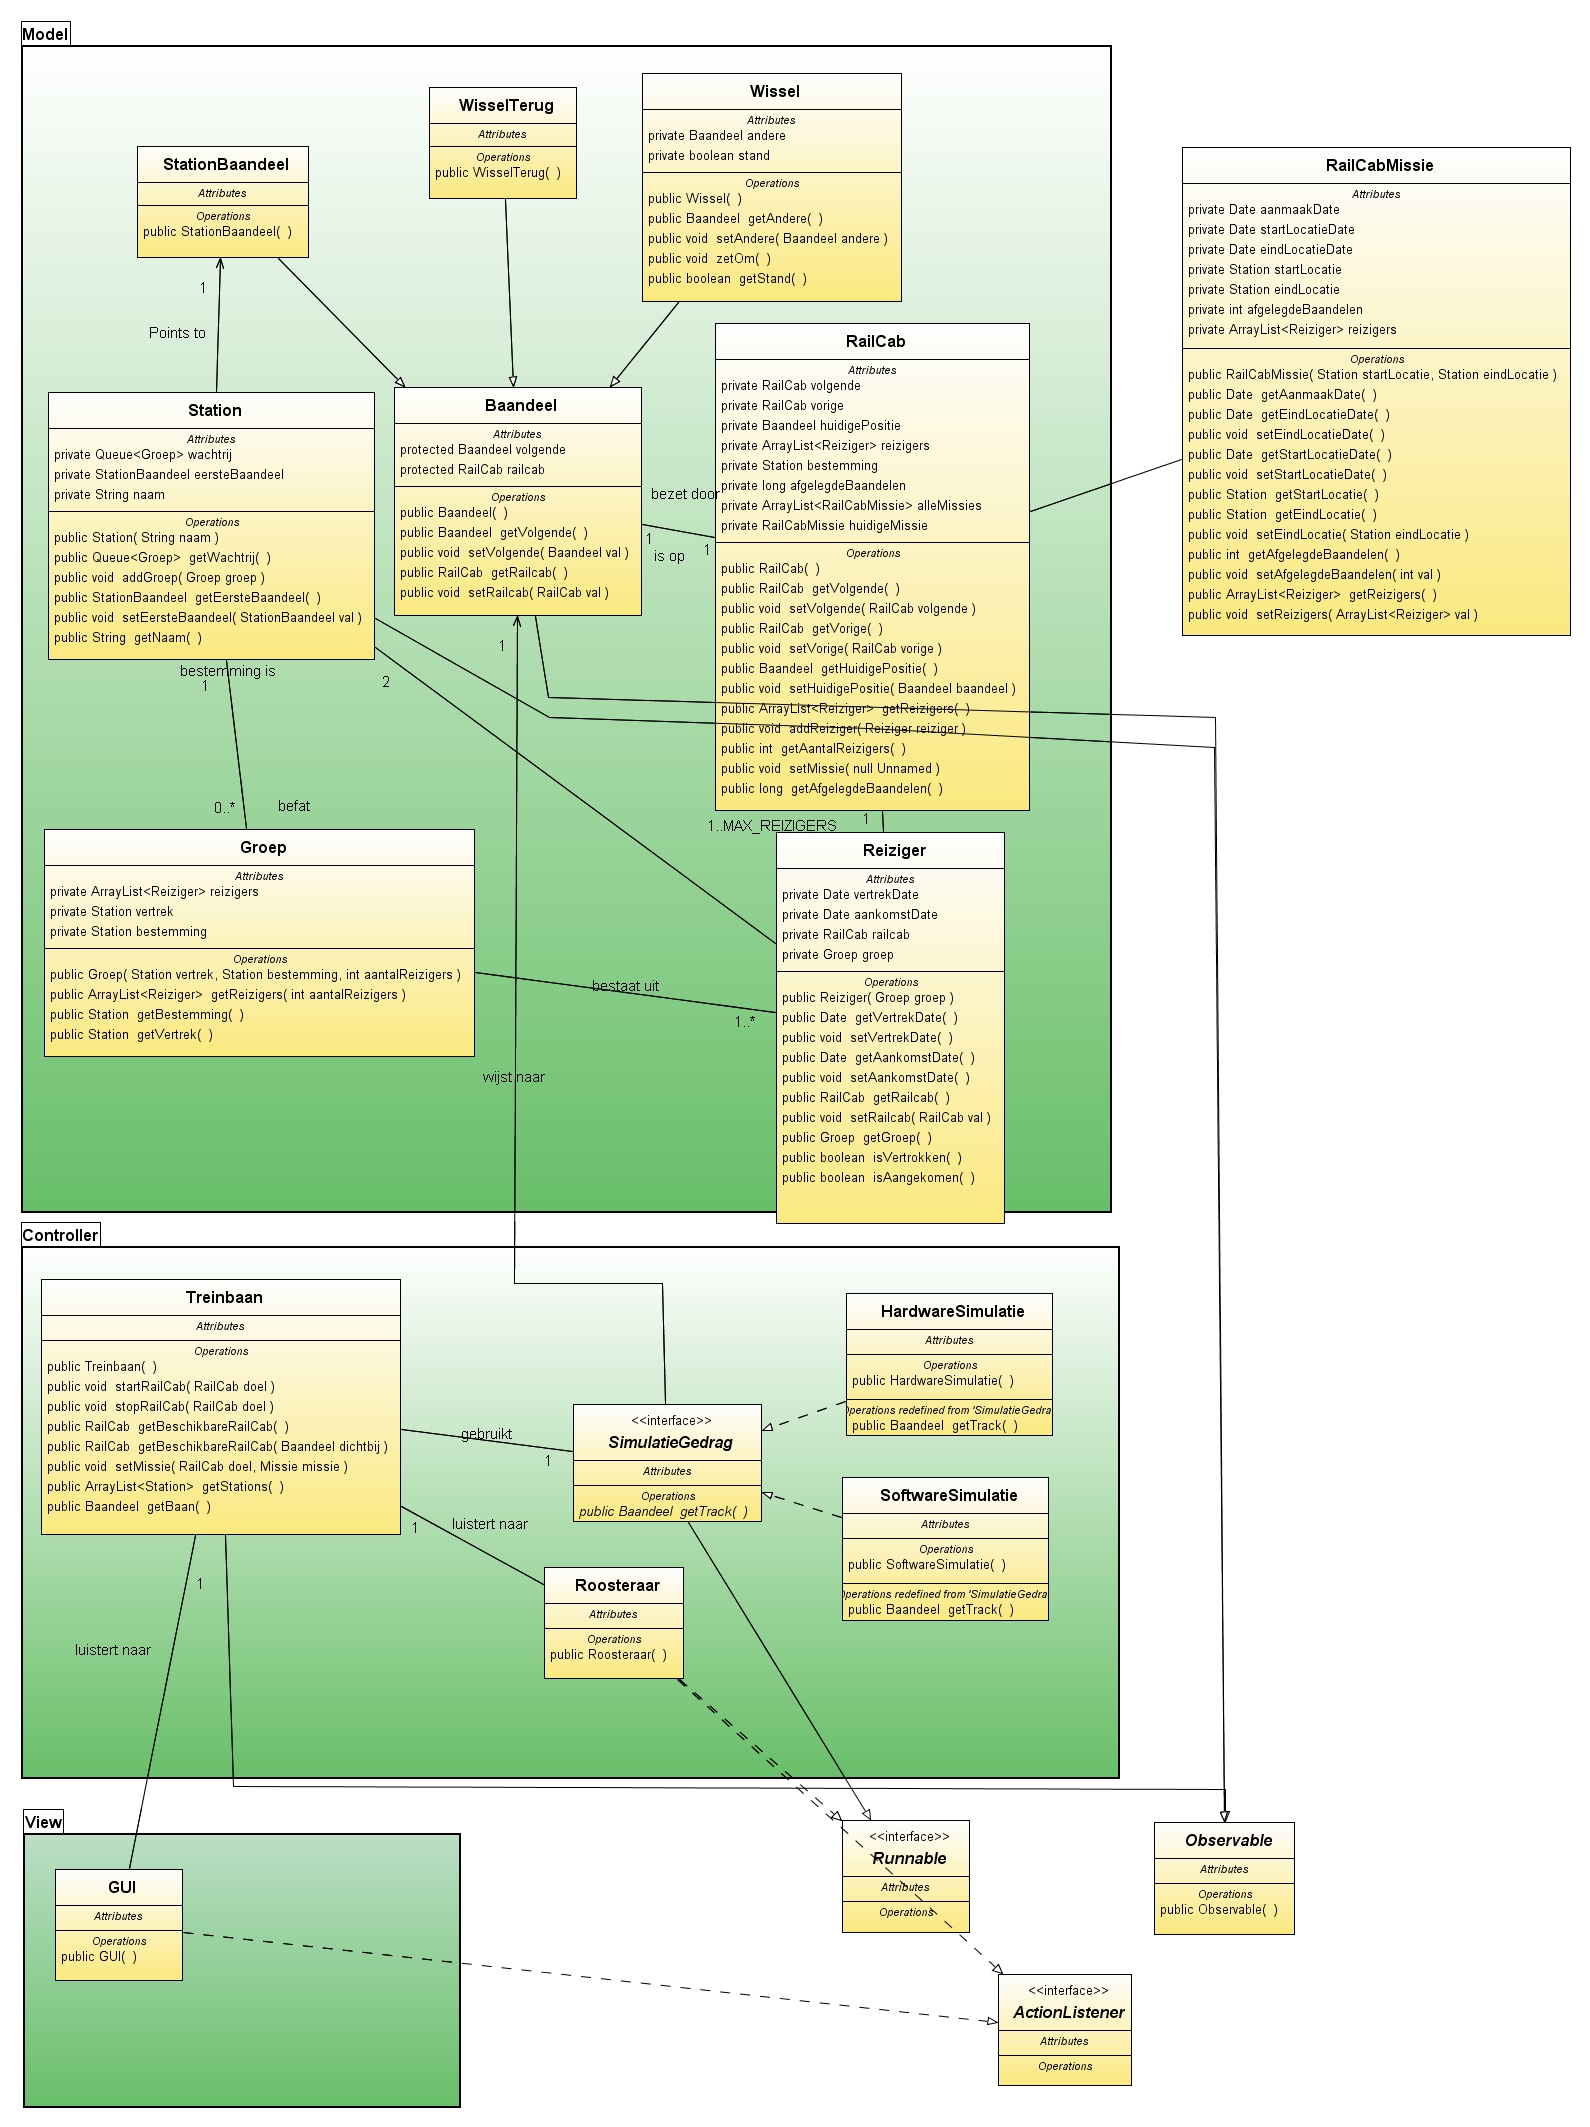 Model
StationBaandeel
Attributes
Operations
public StationBaandeel(  )
WisselTerug
Attributes
Operations
public WisselTerug(  )
Wissel
Attributes
private Baandeel andere
private boolean stand
Operations
public Wissel(  )
public Baandeel  getAndere(  )
public void  setAndere( Baandeel andere )
public void  zetOm(  )
public boolean  getStand(  )
RailCabMissie
Attributes
private Date aanmaakDate
private Date startLocatieDate
private Date eindLocatieDate
private Station startLocatie
private Station eindLocatie
private int afgelegdeBaandelen
private ArrayList<Reiziger> reizigers
Operations
public RailCabMissie( Station startLocatie, Station eindLocatie )
public Date  getAanmaakDate(  )
public Date  getEindLocatieDate(  )
public void  setEindLocatieDate(  )
public Date  getStartLocatieDate(  )
public void  setStartLocatieDate(  )
public Station  getStartLocatie(  )
public Station  getEindLocatie(  )
public void  setEindLocatie( Station eindLocatie )
public int  getAfgelegdeBaandelen(  )
public void  setAfgelegdeBaandelen( int val )
public ArrayList<Reiziger>  getReizigers(  )
public void  setReizigers( ArrayList<Reiziger> val )
1
Points to
Station
Attributes
private Queue<Groep> wachtrij
private StationBaandeel eersteBaandeel
private String naam
Operations
public Station( String naam )
public Queue<Groep>  getWachtrij(  )
public void  addGroep( Groep groep )
public StationBaandeel  getEersteBaandeel(  )
public void  setEersteBaandeel( StationBaandeel val )
public String  getNaam(  )
Baandeel
Attributes
protected Baandeel volgende
protected RailCab railcab
Operations
public Baandeel(  )
public Baandeel  getVolgende(  )
public void  setVolgende( Baandeel val )
public RailCab  getRailcab(  )
public void  setRailcab( RailCab val )
bezet door
1
is op
1
RailCab
Attributes
private RailCab volgende
private RailCab vorige
private Baandeel huidigePositie
private ArrayList<Reiziger> reizigers
private Station bestemming
private long afgelegdeBaandelen
private ArrayList<RailCabMissie> alleMissies
private RailCabMissie huidigeMissie
Operations
public RailCab(  )
public RailCab  getVolgende(  )
public void  setVolgende( RailCab volgende )
public RailCab  getVorige(  )
public void  setVorige( RailCab vorige )
public Baandeel  getHuidigePositie(  )
public void  setHuidigePositie( Baandeel baandeel )
public ArrayList<Reiziger>  getReizigers(  )
public void  addReiziger( Reiziger reiziger )
public int  getAantalReizigers(  )
public void  setMissie( null Unnamed )
public long  getAfgelegdeBaandelen(  )
bestemming is
1
2
1
0..*
befat
1..MAX_REIZIGERS
1
Groep
Attributes
private ArrayList<Reiziger> reizigers
private Station vertrek
private Station bestemming
Operations
public Groep( Station vertrek, Station bestemming, int aantalReizigers )
public ArrayList<Reiziger>  getReizigers( int aantalReizigers )
public Station  getBestemming(  )
public Station  getVertrek(  )
bestaat uit
1..*
wijst naar
Reiziger
Attributes
private Date vertrekDate
private Date aankomstDate
private RailCab railcab
private Groep groep
Operations
public Reiziger( Groep groep )
public Date  getVertrekDate(  )
public void  setVertrekDate(  )
public Date  getAankomstDate(  )
public void  setAankomstDate(  )
public RailCab  getRailcab(  )
public void  setRailcab( RailCab val )
public Groep  getGroep(  )
public boolean  isVertrokken(  )
public boolean  isAangekomen(  )
Controller
Treinbaan
Attributes
Operations
public Treinbaan(  )
public void  startRailCab( RailCab doel )
public void  stopRailCab( RailCab doel )
public RailCab  getBeschikbareRailCab(  )
public RailCab  getBeschikbareRailCab( Baandeel dichtbij )
public void  setMissie( RailCab doel, Missie missie )
public ArrayList<Station>  getStations(  )
public Baandeel  getBaan(  )
gebruikt
1
<<interface>>
SimulatieGedrag
Attributes
Operations
public Baandeel  getTrack(  )
HardwareSimulatie
Attributes
Operations
public HardwareSimulatie(  )
Operations redefined from 'SimulatieGedra
public Baandeel  getTrack(  )
SoftwareSimulatie
Attributes
Operations
public SoftwareSimulatie(  )
Operations redefined from 'SimulatieGedra
public Baandeel  getTrack(  )
1
luistert naar
Roosteraar
Attributes
Operations
public Roosteraar(  )
1
luistert naar
View
GUI
Attributes
Operations
public GUI(  )
<<interface>>
Runnable
Attributes
Operations
Observable
Attributes
Operations
public Observable(  )
<<interface>>
ActionListener
Attributes
Operations